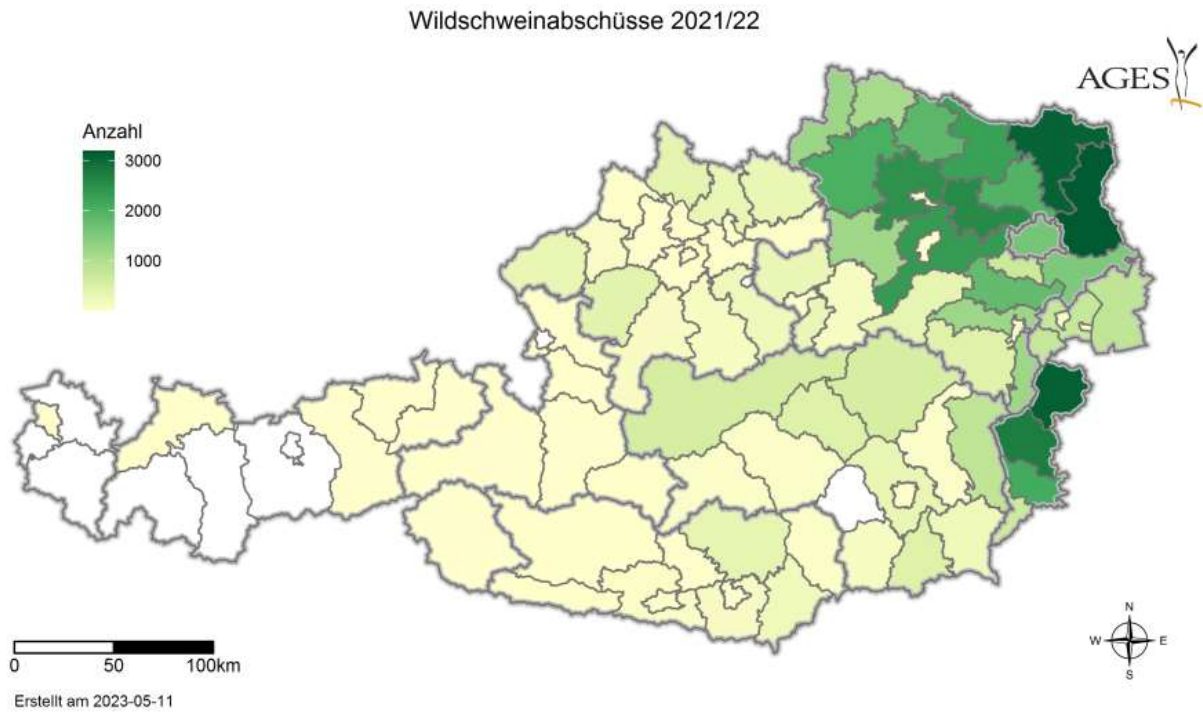 Wildschweinabschüsse 2021/22
AGES
Anzahl
3000
2000
1000
N
W E
S
0 50 100km
Erstellt am 2023-05-11